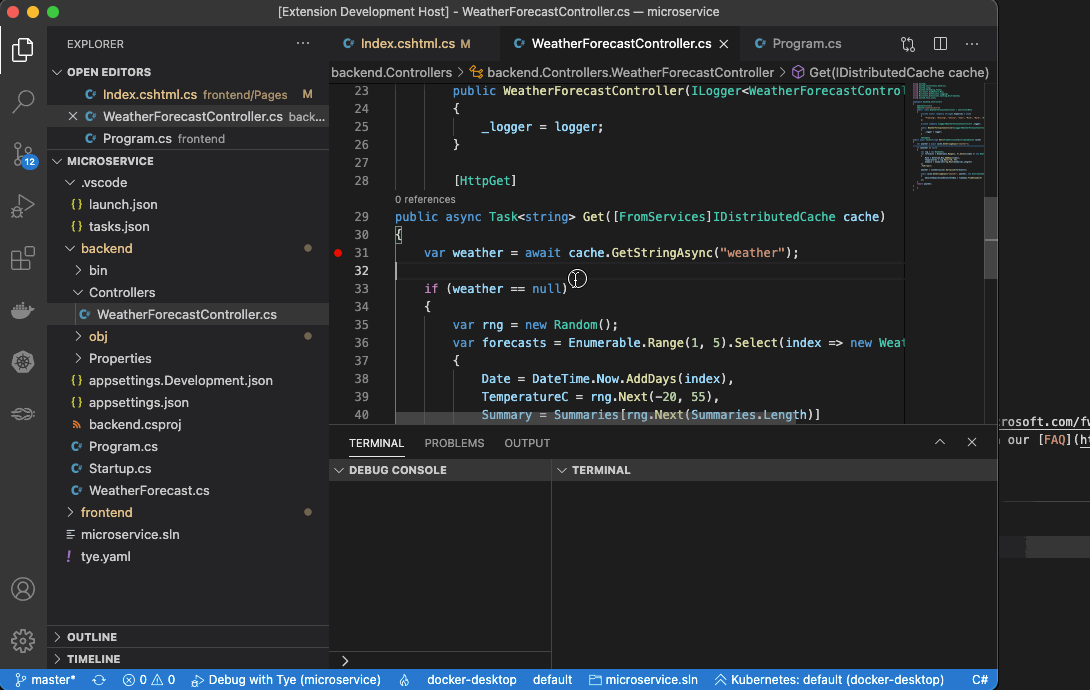 [Extension Development Host] - WeatherForecastController.cs — microservice
EXPLORER
OPEN EDITORS
Index.cshtml.cs frontend/Pages M
WeatherForecastController.cs back...
Program.cs frontend
MICROSERVICE
.vscode
{} launch.json
{} tasks.json
backend
bin
Controllers
WeatherForecastController.cs
obj
Properties
{} appsettings.Development.json
{} appsettings.json
backend.csproj
Program.cs
Startup.cs
WeatherForecast.cs
frontend
microservice.sln
! tye.yaml
OUTLINE
TIMELINE
12
Index.cshtml.cs M
WeatherForecastController.cs
Program.cs
backend.Controllers > backend.Controllers.WeatherForecastController > Get(IDistributedCache cache)
23 public WeatherForecastController(ILogger<WeatherForecastControl
24 {
25 _logger = logger;
26 }
27
28 [HttpGet]
0 references
29 public async Task<string> Get([FromServices]IDistributedCache cache)
30 {
31 var weather = await cache.GetStringAsync("weather");
32
33 if (weather == null)
34 {
35 var rng = new Random();
36 var forecasts = Enumerable.Range(1, 5).Select(index => new Weat
37 {
38 Date = DateTime.Now.AddDays(index),
39 TemperatureC = rng.Next(-20, 55),
40 Summary = Summaries[rng.Next(Summaries.Length)]
TERMINAL PROBLEMS OUTPUT
DEBUG CONSOLE
TERMINAL
rosoft.com/fw
our [FAQ](ht
master* 0 0 Debug with Tye (microservice) docker-desktop default microservice.sln Kubernetes: default (docker-desktop) C#